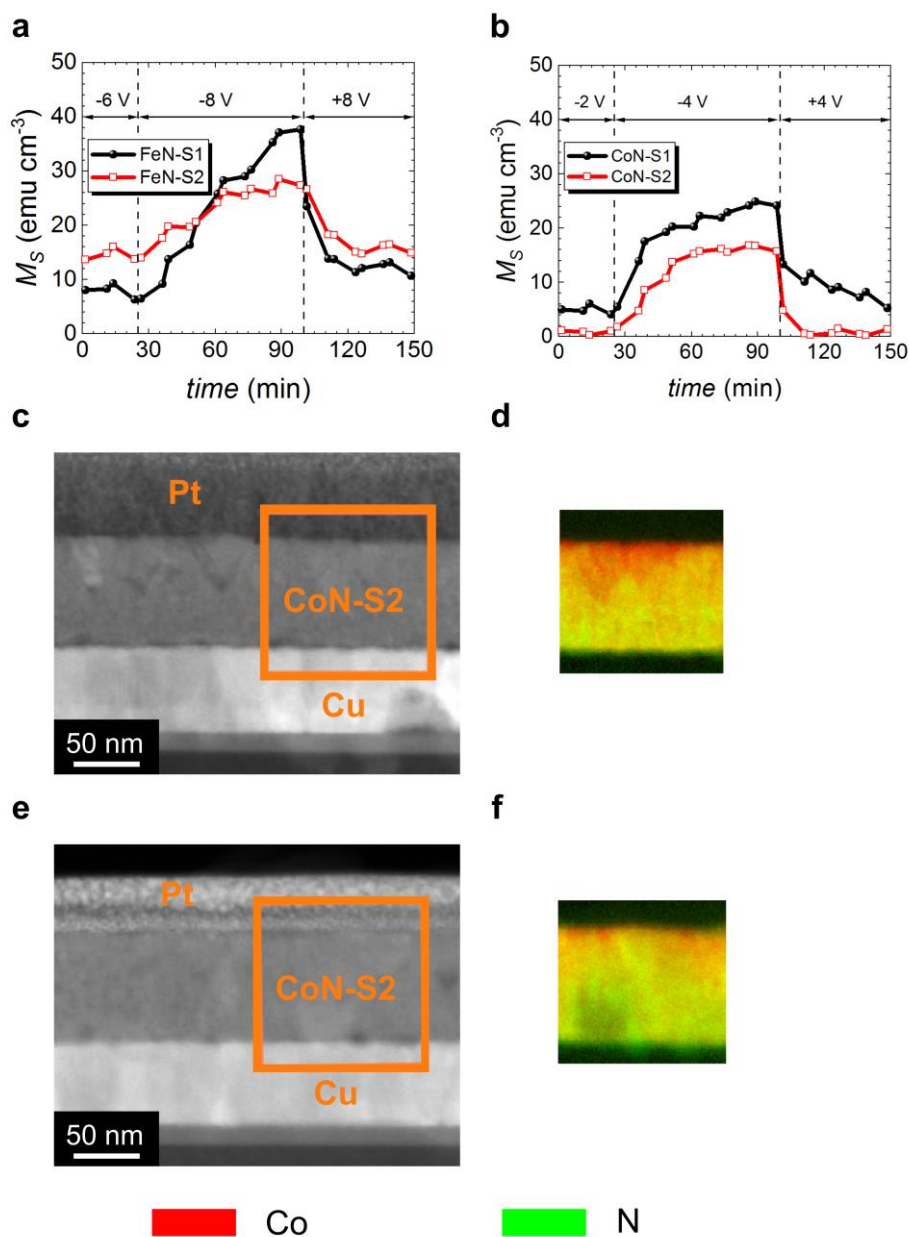 a
50
40
30
20
10
0
M_S (emu cm⁻³)
-6 V
-8 V
+8 V
FeN-S1
FeN-S2
0 30 60 90 120 150
time (min)
b
50
40
30
20
10
0
M_S (emu cm⁻³)
-2 V
-4 V
+4 V
CoN-S1
CoN-S2
0 30 60 90 120 150
time (min)
c
Pt
CoN-S2
Cu
50 nm
d
e
Pt
CoN-S2
Cu
50 nm
f
Co
N